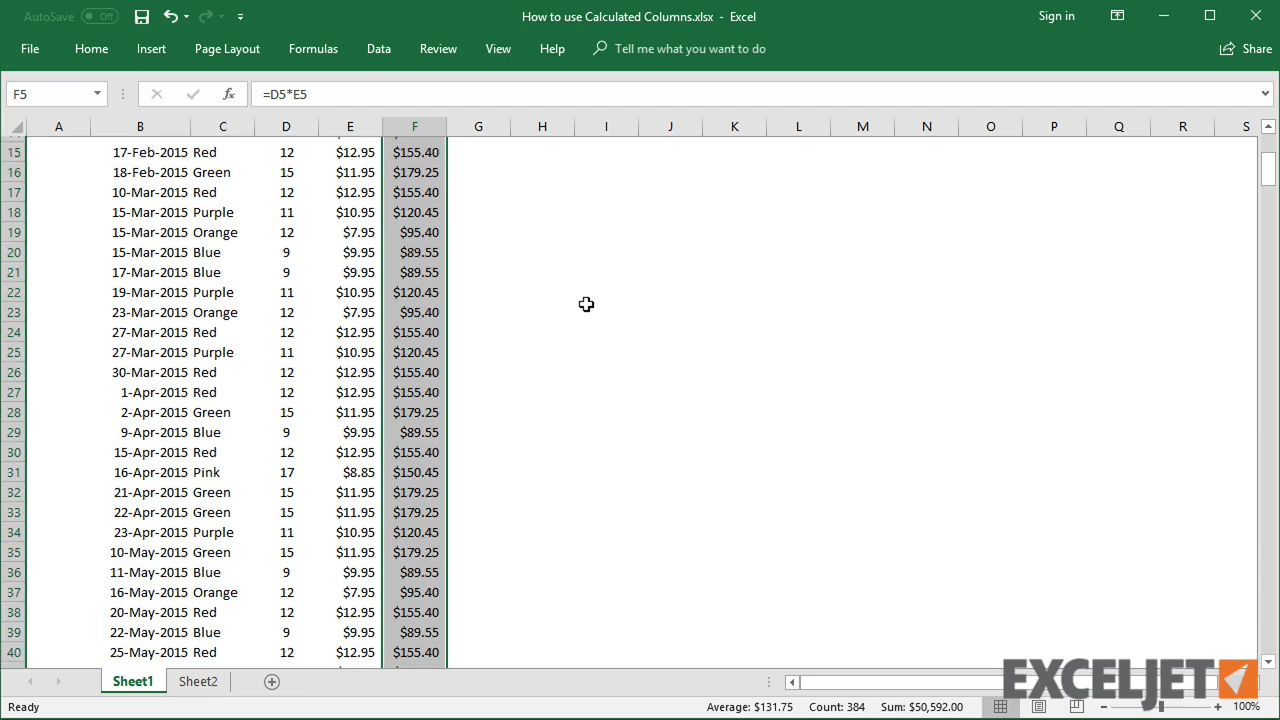 AutoSave Off How to use Calculated Columns.xlsx - Excel Sign in
File Home Insert Page Layout Formulas Data Review View Help Tell me what you want to do Share
F5 fx =D5*E5
A B C D E F G H I J K L M N O P Q R S
15 17-Feb-2015 Red 12 $12.95 $155.40
16 18-Feb-2015 Green 15 $11.95 $179.25
17 10-Mar-2015 Red 12 $12.95 $155.40
18 15-Mar-2015 Purple 11 $10.95 $120.45
19 15-Mar-2015 Orange 12 $7.95 $95.40
20 15-Mar-2015 Blue 9 $9.95 $89.55
21 17-Mar-2015 Blue 9 $9.95 $89.55
22 19-Mar-2015 Purple 11 $10.95 $120.45
23 23-Mar-2015 Orange 12 $7.95 $95.40
24 27-Mar-2015 Red 12 $12.95 $155.40
25 27-Mar-2015 Purple 11 $10.95 $120.45
26 30-Mar-2015 Red 12 $12.95 $155.40
27 1-Apr-2015 Red 12 $12.95 $155.40
28 2-Apr-2015 Green 15 $11.95 $179.25
29 9-Apr-2015 Blue 9 $9.95 $89.55
30 15-Apr-2015 Red 12 $12.95 $155.40
31 16-Apr-2015 Pink 17 $8.85 $150.45
32 21-Apr-2015 Green 15 $11.95 $179.25
33 22-Apr-2015 Green 15 $11.95 $179.25
34 23-Apr-2015 Purple 11 $10.95 $120.45
35 10-May-2015 Green 15 $11.95 $179.25
36 11-May-2015 Blue 9 $9.95 $89.55
37 16-May-2015 Orange 12 $7.95 $95.40
38 20-May-2015 Red 12 $12.95 $155.40
39 22-May-2015 Blue 9 $9.95 $89.55
40 25-May-2015 Red 12 $12.95 $155.40
Sheet1 Sheet2 EXCELJET
Ready Average: $131.75 Count: 384 Sum: $50,592.00 100%